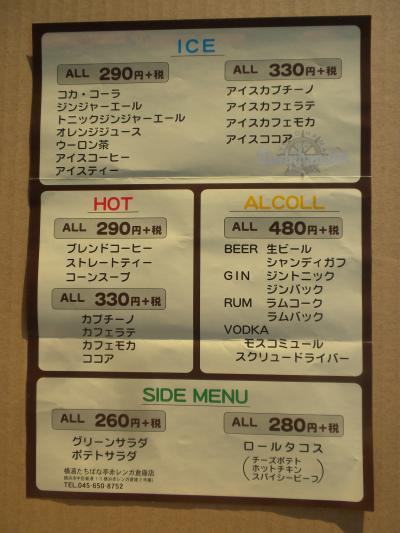 ICE
ALL 290円+税
コカ・コーラ
ジンジャーエール
トニックジンジャーエール
オレンジジュース
ウーロン茶
アイスコーヒー
アイスティー
ALL 330円+税
アイスカプチーノ
アイスカフェラテ
アイスカフェモカ
アイスココア
HOT
ALL 290円+税
ブレンドコーヒー
ストレートティー
コーンスープ
ALL 330円+税
カプチーノ
カフェラテ
カフェモカ
ココア
ALCOLL
ALL 480円+税
BEER 生ビール
シャンディガフ
GIN ジントニック
ジンバック
RUM ラムコーク
ラムバック
VODKA
モスコミュール
スクリュードライバー
SIDE MENU
ALL 260円+税
グリーンサラダ
ポテトサラダ
横濱たちばな亭赤レンガ倉庫店
TEL.045-650-8752
ALL 280円+税
ロールタコス
(チーズポテト
ホットチキン
スパイシービーフ)